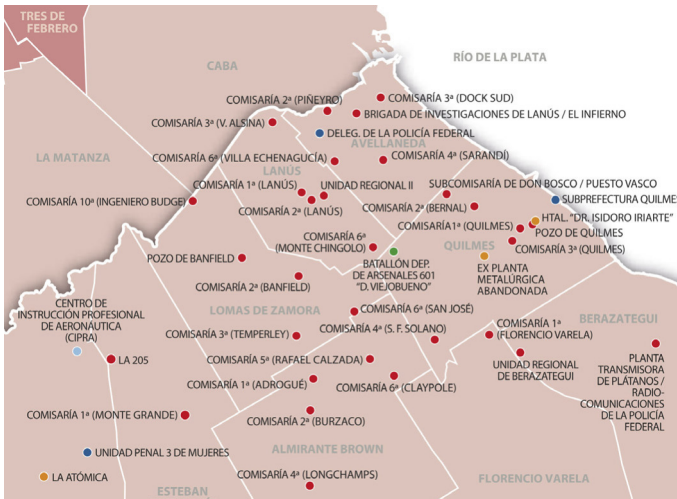 TRES DE
FEBRERO
CABA
RÍO DE LA PLATA
COMISARÍA 2ª (PIÑEYRO)
COMISARÍA 3ª (DOCK SUD)
BRIGADA DE INVESTIGACIONES DE LANÚS / EL INFIERNO
COMISARÍA 3ª (V. ALSINA)
DELEG. DE LA POLICÍA FEDERAL
AVELLANEDA
LA MATANZA
COMISARÍA 6ª (VILLA ECHENAGUCÍA)
COMISARÍA 4ª (SARANDÍ)
LANÚS
COMISARÍA 1ª (LANÚS)
UNIDAD REGIONAL II
SUBCOMISARÍA DE DON BOSCO / PUESTO VASCO
COMISARÍA 10ª (INGENIERO BUDGE)
COMISARÍA 2ª (LANÚS)
COMISARÍA 2ª (BERNAL)
SUBPREFECTURA QUILMES
HTAL. "DR. ISIDORO IRIARTE"
COMISARÍA1ª (QUILMES)
POZO DE QUILMES
COMISARÍA 6ª
(MONTE CHINGOLO)
QUILMES
COMISARÍA 3ª (QUILMES)
POZO DE BANFIELD
BATALLÓN DEP.
DE ARSENALES 601
"D. VIEJOBUENO"
EX PLANTA
METALÚRGICA
ABANDONADA
COMISARÍA 2ª (BANFIELD)
CENTRO DE
INSTRUCCIÓN PROFESIONAL
DE AERONÁUTICA
(CIPRA)
LOMAS DE ZAMORA
COMISARÍA 6ª (SAN JOSÉ)
BERAZATEGUI
COMISARÍA 3ª (TEMPERLEY)
COMISARÍA 4ª (S. F. SOLANO)
COMISARÍA 1ª
(FLORENCIO VARELA)
LA 205
COMISARÍA 5ª (RAFAEL CALZADA)
UNIDAD REGIONAL
DE BERAZATEGUI
PLANTA
TRANSMISORA
DE PLÁTANOS /
RADIO-
COMUNICACIONES
DE LA POLICÍA
FEDERAL
COMISARÍA 1ª (ADROGUÉ)
COMISARÍA 6ª (CLAYPOLE)
COMISARÍA 1ª (MONTE GRANDE)
COMISARÍA 2ª (BURZACO)
UNIDAD PENAL 3 DE MUJERES
ALMIRANTE BROWN
LA ATÓMICA
COMISARÍA 4ª (LONGCHAMPS)
FLORENCIO VARELA
ESTEBAN